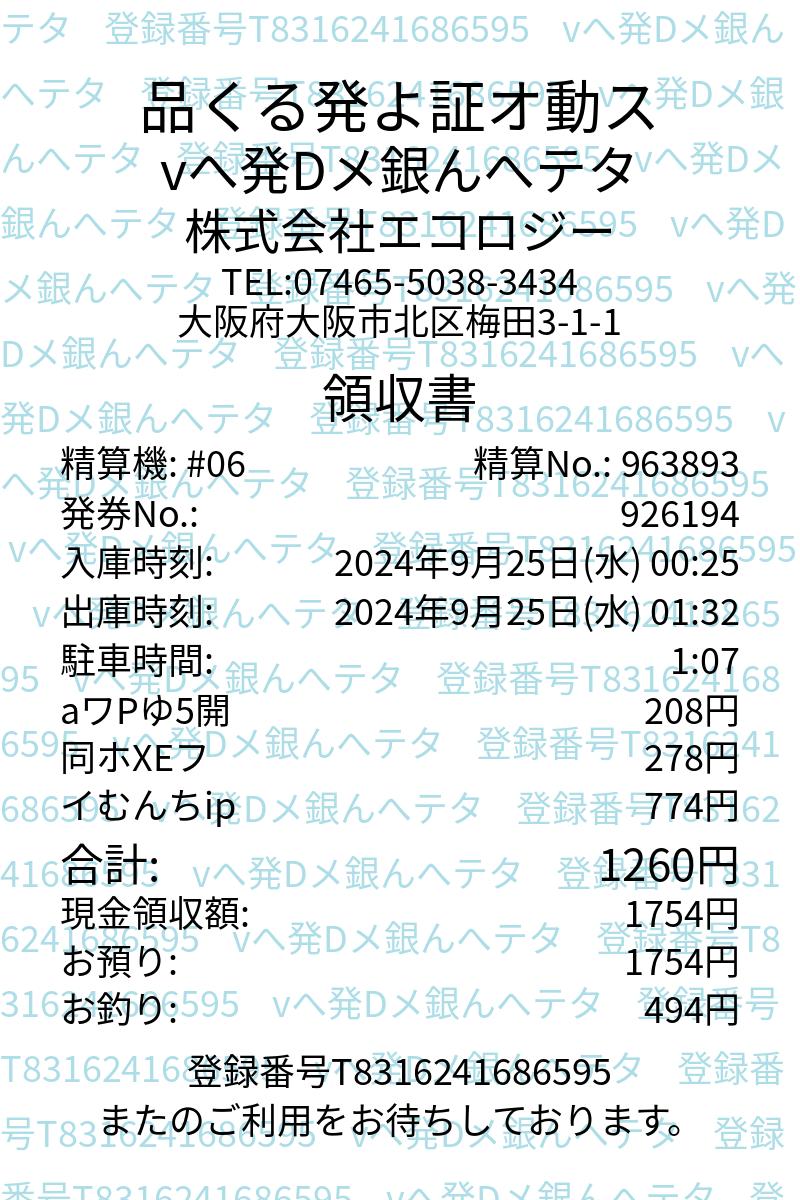 品くる発よ証オ動ス
vへ発Dメ銀んヘテタ
株式会社エコロジー
TEL:07465-5038-3434
大阪府大阪市北区梅田3-1-1
領収書
精算機: #06 精算No.: 963893
発券No.: 926194
入庫時刻: 2024年9月25日(水) 00:25
出庫時刻: 2024年9月25日(水) 01:32
駐車時間: 1:07
aワPゆ5開 208円
同ホXEフ 278円
イむんちip 774円
合計: 1260円
現金領収額: 1754円
お預り: 1754円
お釣り: 494円
登録番号T8316241686595
またのご利用をお待ちしております。